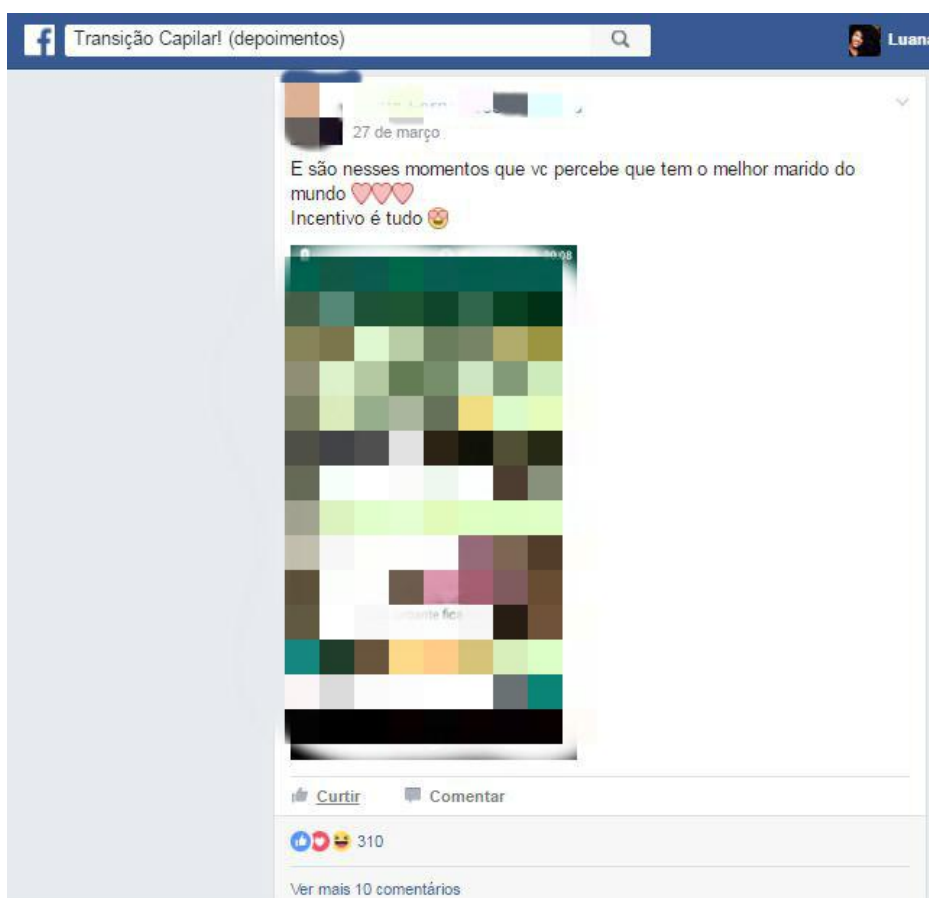 f Transição Capilar! (depoimentos) Luana
27 de março
E são nesses momentos que vc percebe que tem o melhor marido do
mundo
Incentivo é tudo
fica
Curtir Comentar
310
Ver mais 10 comentários